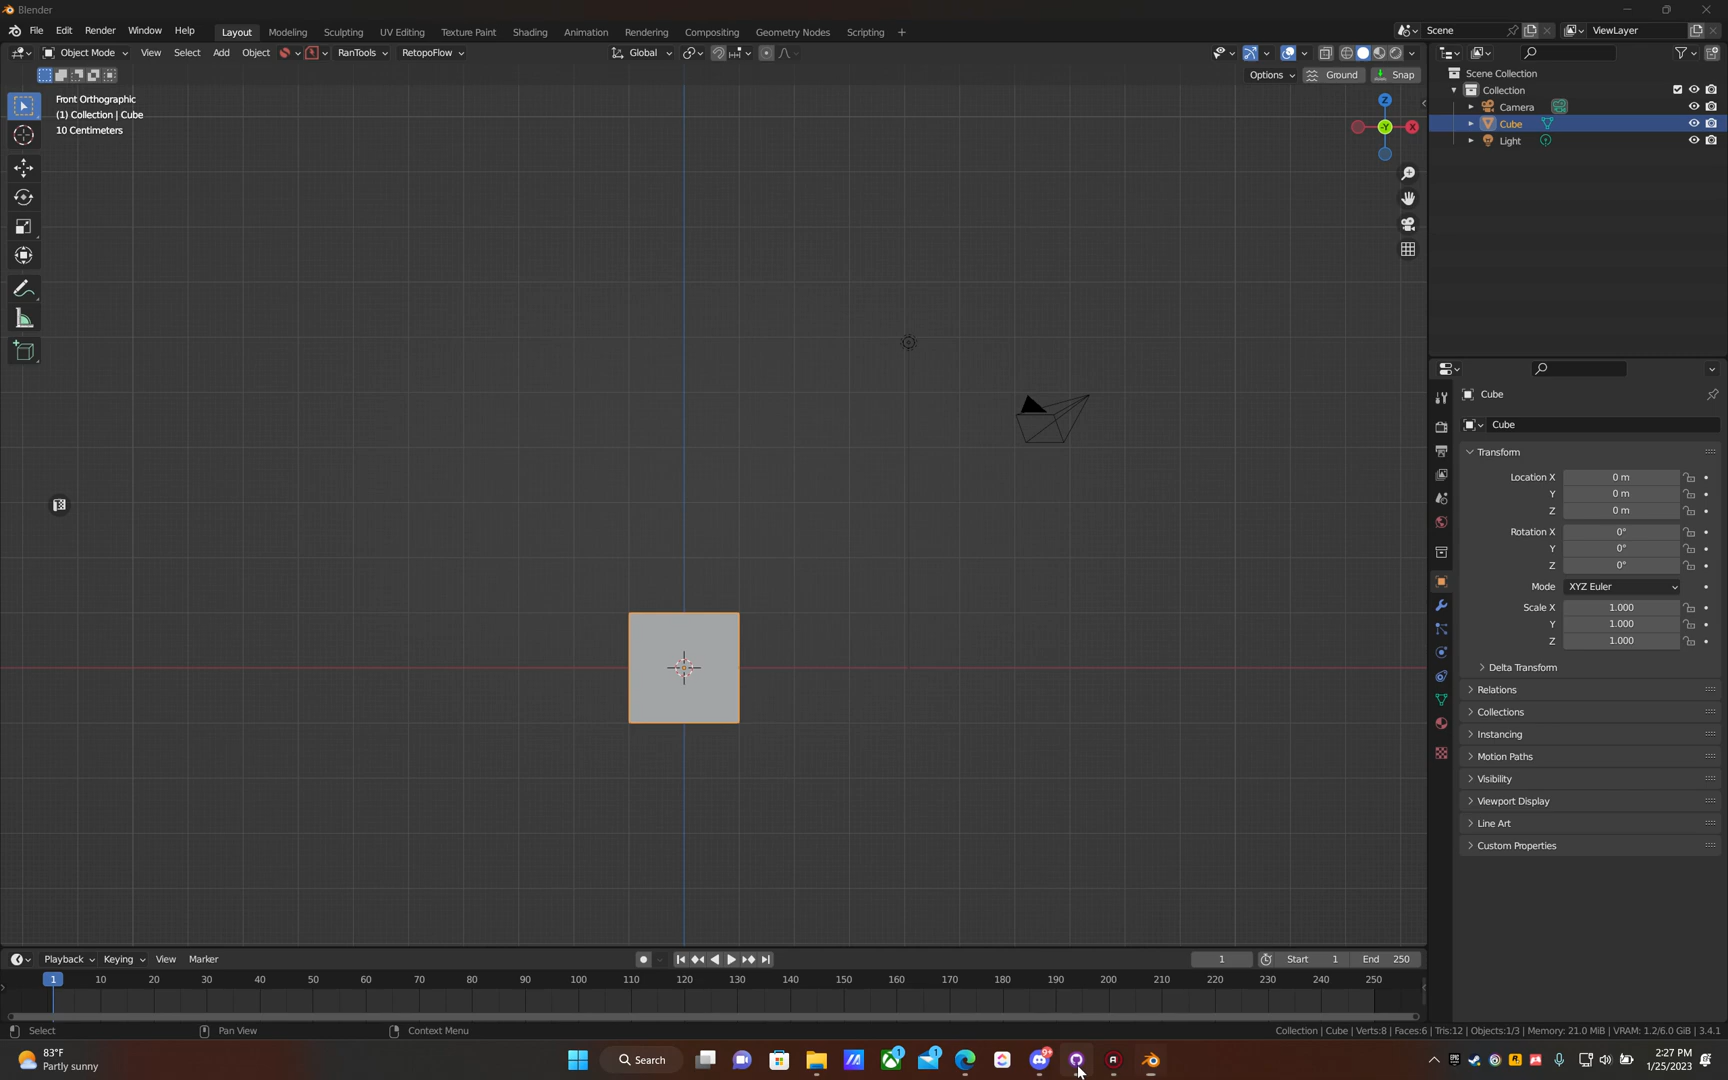 Blender
File Edit Render Window Help Layout Modeling Sculpting UV Editing Texture Paint Shading Animation Rendering Compositing Geometry Nodes Scripting + Scene ViewLayer
Object Mode View Select Add Object RanTools RetopoFlow Global
Options Ground Snap
Front Orthographic
(1) Collection | Cube
10 Centimeters
Z
-Y
X
Scene Collection
Collection
Camera
Cube
Light
Cube
Cube
Transform
Location X 0 m
Y 0 m
Z 0 m
Rotation X 0°
Y 0°
Z 0°
Mode XYZ Euler
Scale X 1.000
Y 1.000
Z 1.000
Delta Transform
Relations
Collections
Instancing
Motion Paths
Visibility
Viewport Display
Line Art
Custom Properties
Playback Keying View Marker 1 Start 1 End 250
1 10 20 30 40 50 60 70 80 90 100 110 120 130 140 150 160 170 180 190 200 210 220 230 240 250
Select Pan View Context Menu Collection | Cube | Verts:8 | Faces:6 | Tris:12 | Objects:1/3 | Memory: 21.0 MiB | VRAM: 1.2/6.0 GiB | 3.4.1
83°F
Partly sunny
Search
1
1
9+
2:27 PM
1/25/2023